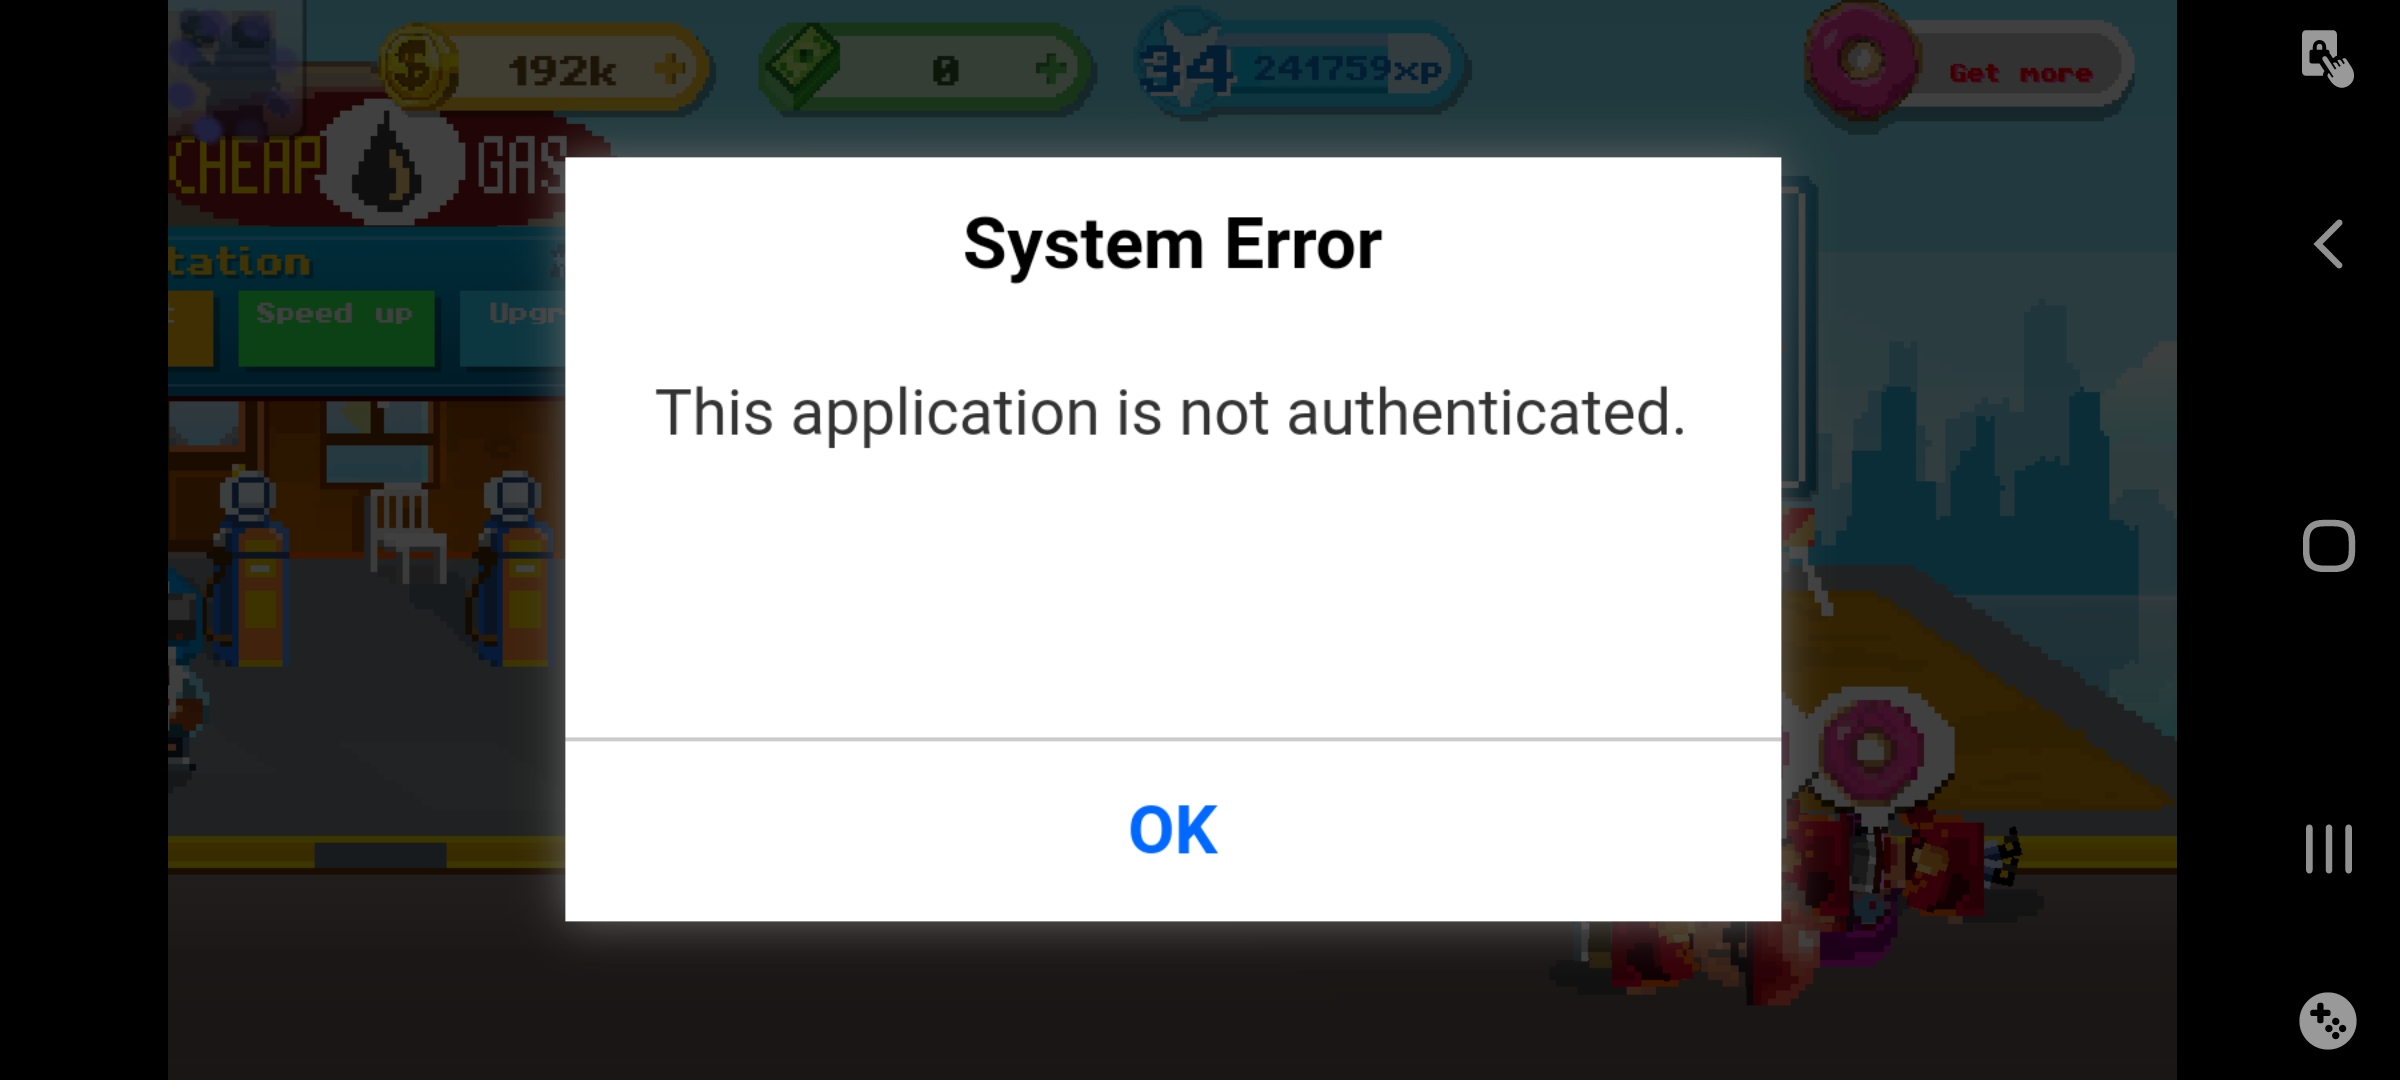 192k
0
34 241759xp
Get more
CHEAP GAS
System Error
tation
Speed up
Upgr
This application is not authenticated.
OK